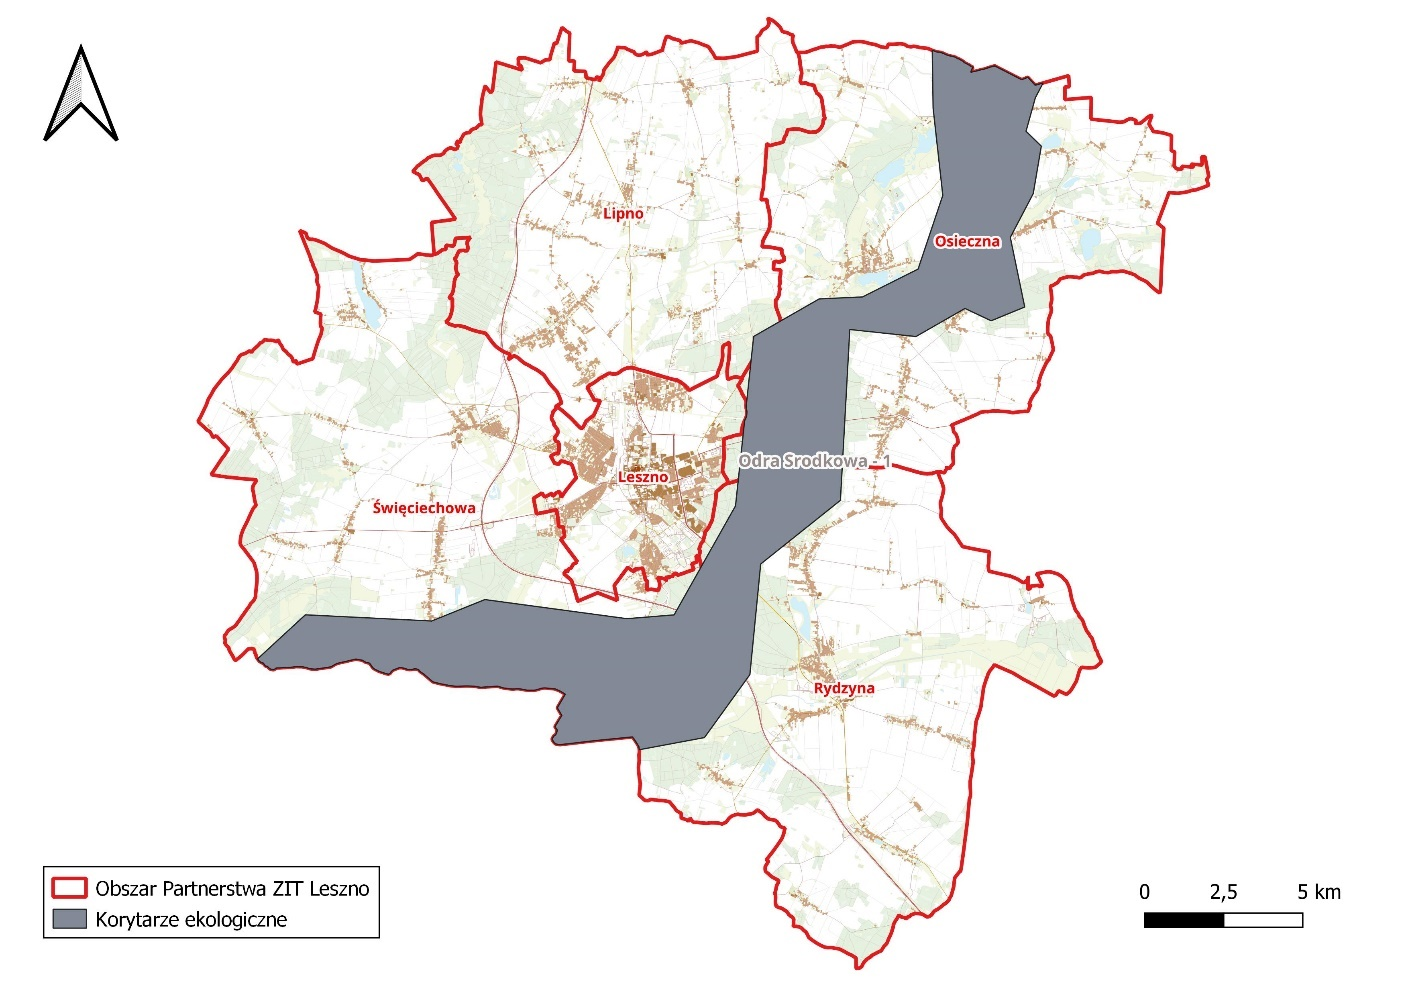 Lipno
Osieczna
Odra Srodkowa - 1
Leszno
Święciechowa
Rydzyna
Obszar Partnerstwa ZIT Leszno
Korytarze ekologiczne
0 2,5 5 km